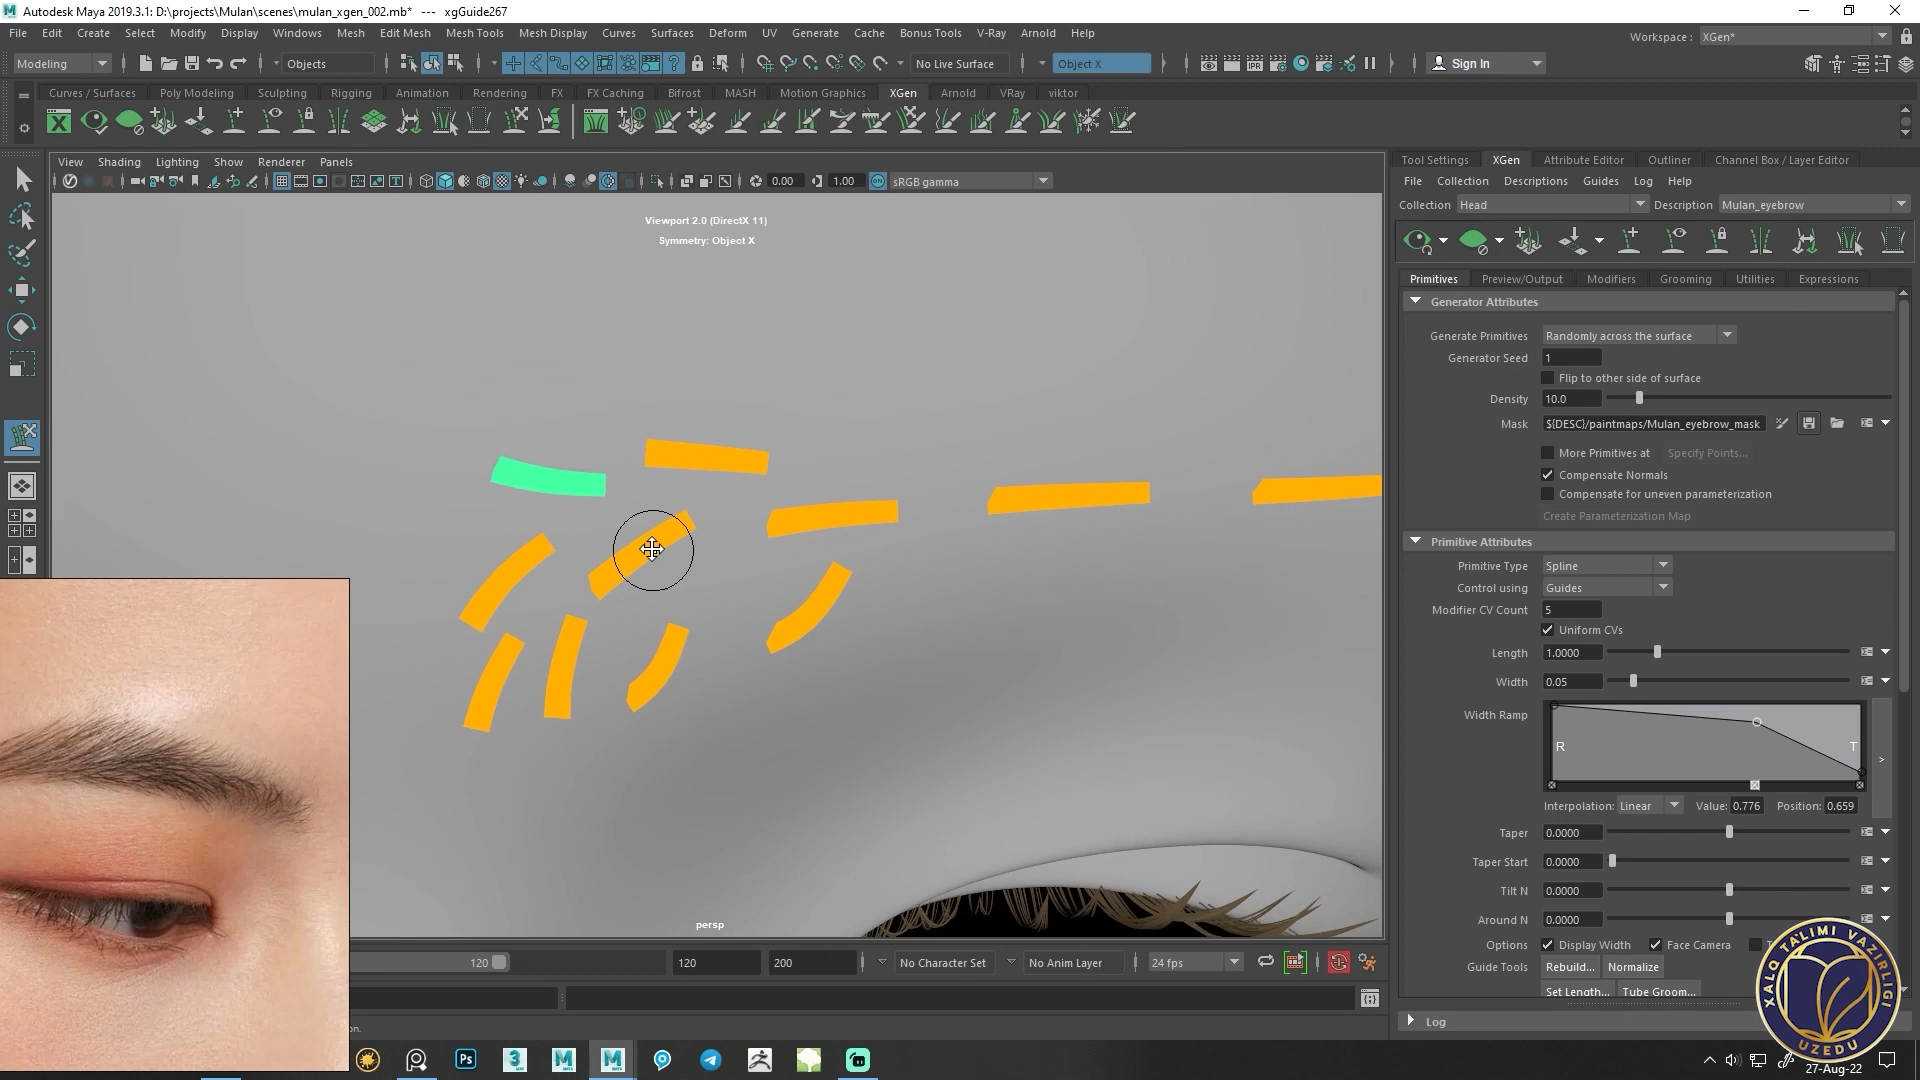 Autodesk Maya 2019.3.1: D:\projects\Mulan\scenes\mulan_xgen_002.mb*   ---   xgGuide267
File Edit Create Select Modify Display Windows Mesh Edit Mesh Mesh Tools Mesh Display Curves Surfaces Deform UV Generate Cache Bonus Tools V-Ray Arnold Help
Workspace : XGen*
Modeling Objects No Live Surface Object X Sign In
Curves / Surfaces Poly Modeling Sculpting Rigging Animation Rendering FX FX Caching Bifrost MASH Motion Graphics XGen Arnold VRay viktor
View Shading Lighting Show Renderer Panels
0.00 1.00 sRGB gamma
Viewport 2.0 (DirectX 11)
Symmetry: Object X
persp
Tool Settings XGen Attribute Editor Outliner Channel Box / Layer Editor
File Collection Descriptions Guides Log Help
Collection Head Description Mulan_eyebrow
Primitives Preview/Output Modifiers Grooming Utilities Expressions
Generator Attributes
Generate Primitives Randomly across the surface
Generator Seed 1
Flip to other side of surface
Density 10.0
Mask ${DESC}/paintmaps/Mulan_eyebrow_mask
More Primitives at Specify Points...
Compensate Normals
Compensate for uneven parameterization
Create Parameterization Map
Primitive Attributes
Primitive Type Spline
Control using Guides
Modifier CV Count 5
Uniform CVs
Length 1.0000
Width 0.05
Width Ramp
R T
>
Interpolation: Linear Value: 0.776 Position: 0.659
Taper 0.0000
Taper Start 0.0000
Tilt N 0.0000
Around N 0.0000
Options Display Width Face Camera
Guide Tools Rebuild... Normalize
Set Length... Tube Groom...
Log
120 120 200 No Character Set No Anim Layer 24 fps
on.
XALQ TA'LIMI VAZIRLIGI
UZEDU
27-Aug-22